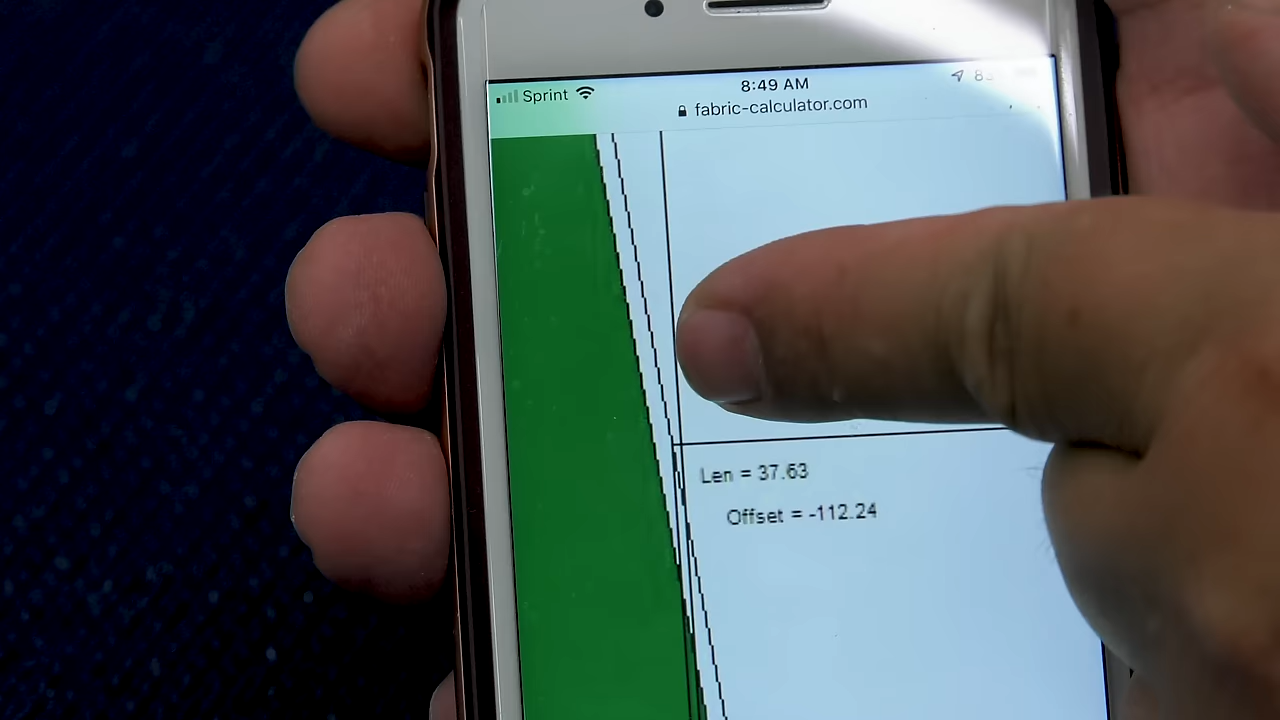 Sprint
8:49 AM
fabric-calculator.com
Len = 37.63
Offset = -112.24